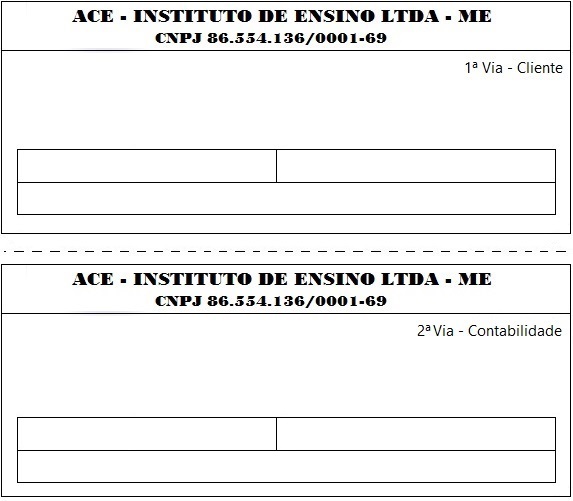 ACE - INSTITUTO DE ENSINO LTDA - ME
CNPJ 86.554.136/0001-69
1ª Via - Cliente
ACE - INSTITUTO DE ENSINO LTDA - ME
CNPJ 86.554.136/0001-69
2ª Via - Contabilidade